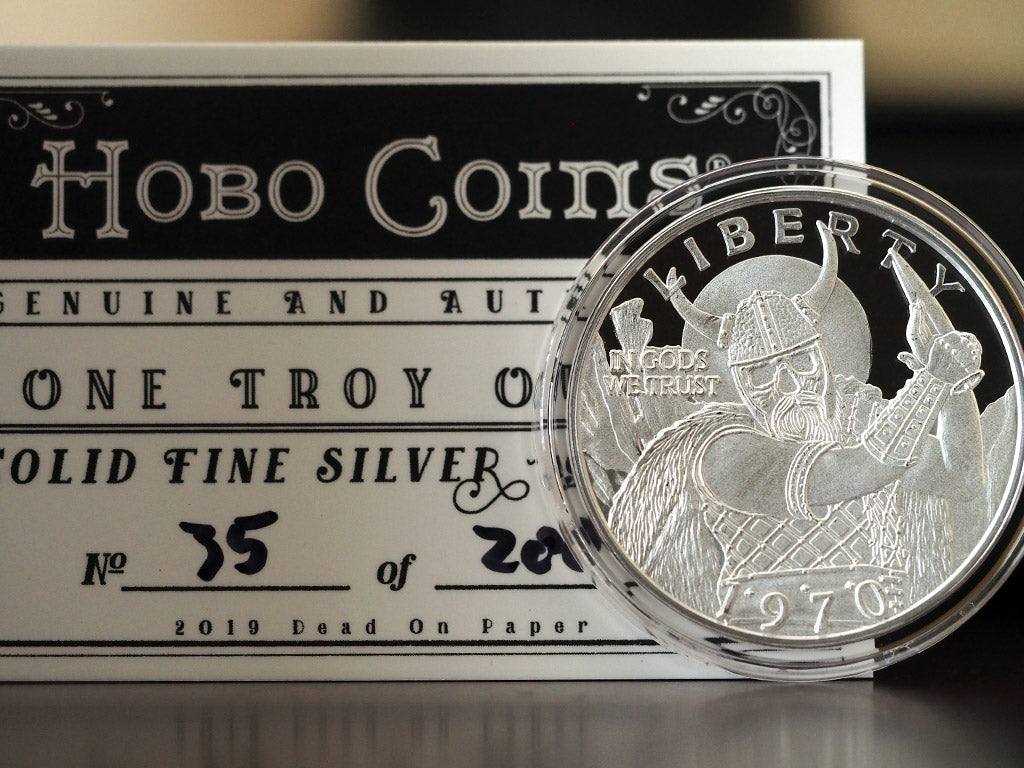 Hobo Coins®
GENUINE AND AUT
ONE TROY O
SOLID FINE SILVER
Nº 35 of 20
2019 Dead On Paper
LIBERTY
IN GODS
WE TRUST
1970